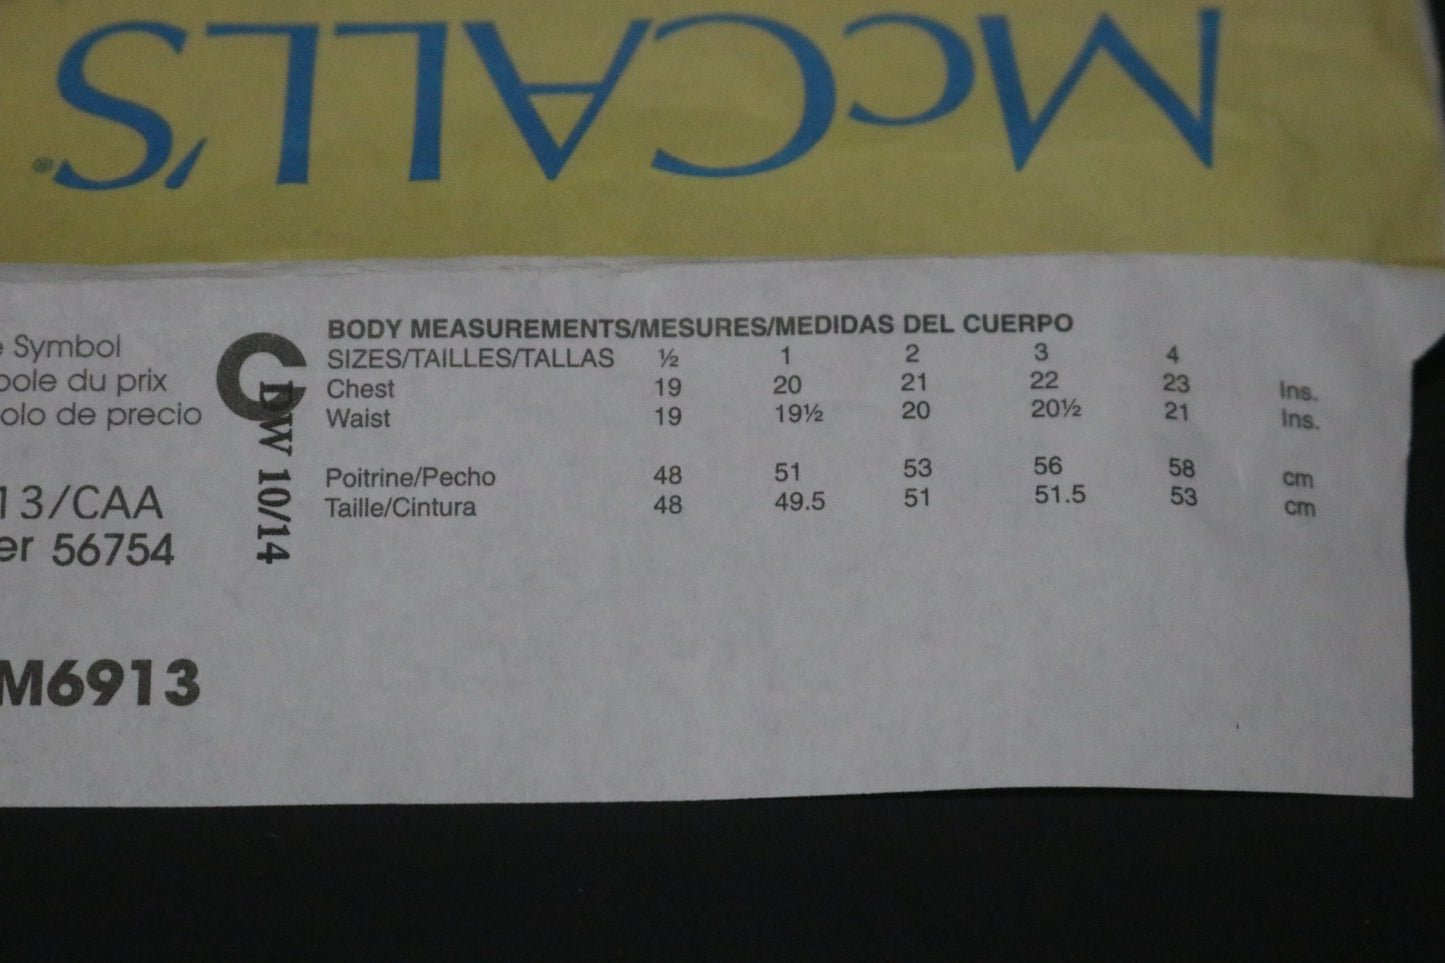 McCALL'S®
Symbol
du prix
de precio
13/CAA
56754
M6913
C
DW 10/14
BODY MEASUREMENTS/MESURES/MEDIDAS DEL CUERPO
SIZES/TAILLES/TALLAS ½ 1 2 3 4
Chest 19 20 21 22 23 Ins.
Waist 19 19½ 20 20½ 21 Ins.
Poitrine/Pecho 48 51 53 56 58 cm
Taille/Cintura 48 49.5 51 51.5 53 cm